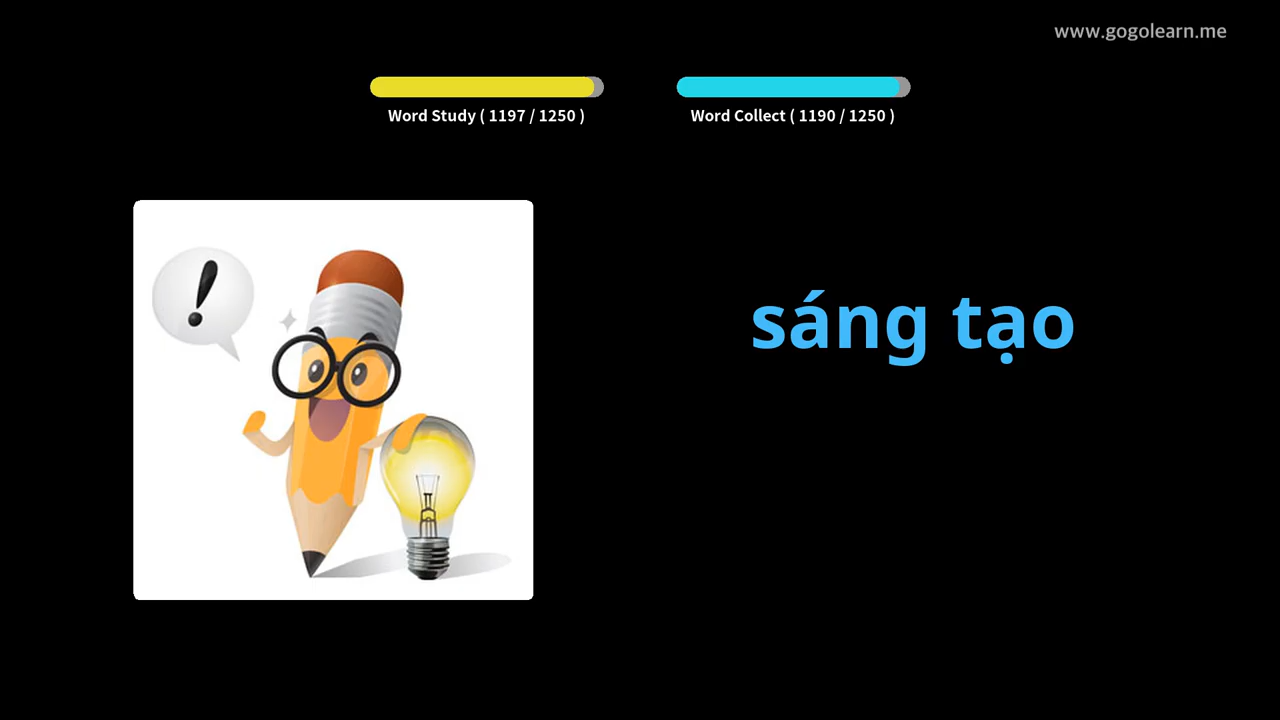 www.gogolearn.me
Word Study ( 1197 / 1250 )
Word Collect ( 1190 / 1250 )
!
sáng tạo